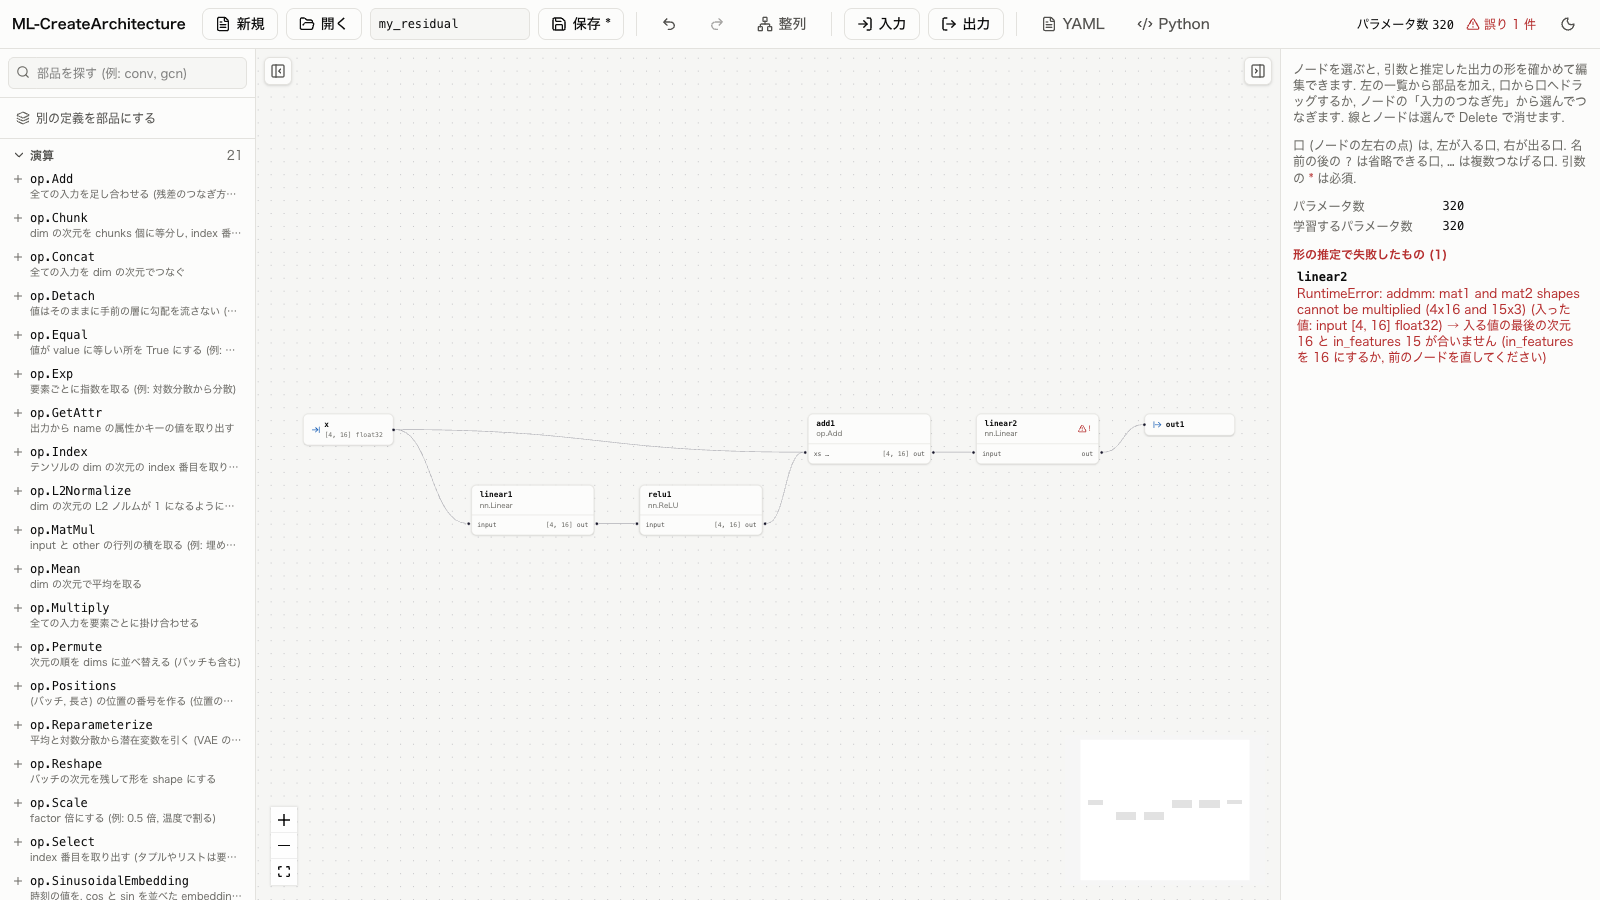 ML-CreateArchitecture
新規
開く
my_residual
保存 *
整列
入力
出力
YAML
Python
パラメータ数 320
誤り 1 件
部品を探す (例: conv, gcn)
別の定義を部品にする
演算 21
op.Add
全ての入力を足し合わせる (残差のつなぎ方…
op.Chunk
dim の次元を chunks 個に等分し, index 番…
op.Concat
全ての入力を dim の次元でつなぐ
op.Detach
値はそのままに手前の層に勾配を流さない (…
op.Equal
値が value に等しい所を True にする (例: …
op.Exp
要素ごとに指数を取る (例: 対数分散から分散)
op.GetAttr
出力から name の属性かキーの値を取り出す
op.Index
テンソルの dim の次元の index 番目を取り…
op.L2Normalize
dim の次元の L2 ノルムが 1 になるように…
op.MatMul
input と other の行列の積を取る (例: 埋め…
op.Mean
dim の次元で平均を取る
op.Multiply
全ての入力を要素ごとに掛け合わせる
op.Permute
次元の順を dims に並べ替える (バッチも含む)
op.Positions
(バッチ, 長さ) の位置の番号を作る (位置の…
op.Reparameterize
平均と対数分散から潜在変数を引く (VAE の…
op.Reshape
バッチの次元を残して形を shape にする
op.Scale
factor 倍にする (例: 0.5 倍, 温度で割る)
op.Select
index 番目を取り出す (タプルやリストは要…
op.SinusoidalEmbedding
時刻の値を, cos と sin を並べた embeddin…
x
[4, 16] float32
linear1
nn.Linear
input [4, 16] out
relu1
nn.ReLU
input [4, 16] out
add1
op.Add
xs … [4, 16] out
linear2
nn.Linear
!
input out
out1
ノードを選ぶと, 引数と推定した出力の形を確かめて編
集できます. 左の一覧から部品を加え, 口から口へドラ
ッグするか, ノードの「入力のつなぎ先」から選んでつ
なぎます. 線とノードは選んで Delete で消せます.
口 (ノードの左右の点) は, 左が入る口, 右が出る口. 名
前の後の ? は省略できる口, … は複数つなげる口. 引数
の * は必須.
パラメータ数 320
学習するパラメータ数 320
形の推定で失敗したもの (1)
linear2
RuntimeError: addmm: mat1 and mat2 shapes
cannot be multiplied (4x16 and 15x3) (入った
値: input [4, 16] float32) → 入る値の最後の次元
16 と in_features 15 が合いません (in_features
を 16 にするか, 前のノードを直してください)